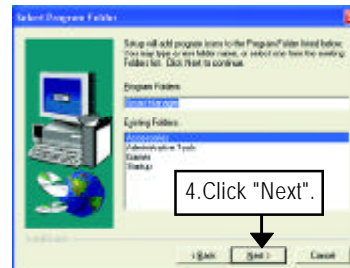 Select Program Folder
Setup will add program icons to the Program Folder listed below.
You may type a new folder name, or select one from the existing
Folders list. Click Next to continue.
Program Folders:
Existing Folders:
Accessories
Administrative Tools
Games
Startup
4.Click "Next".
< Back
Next >
Cancel